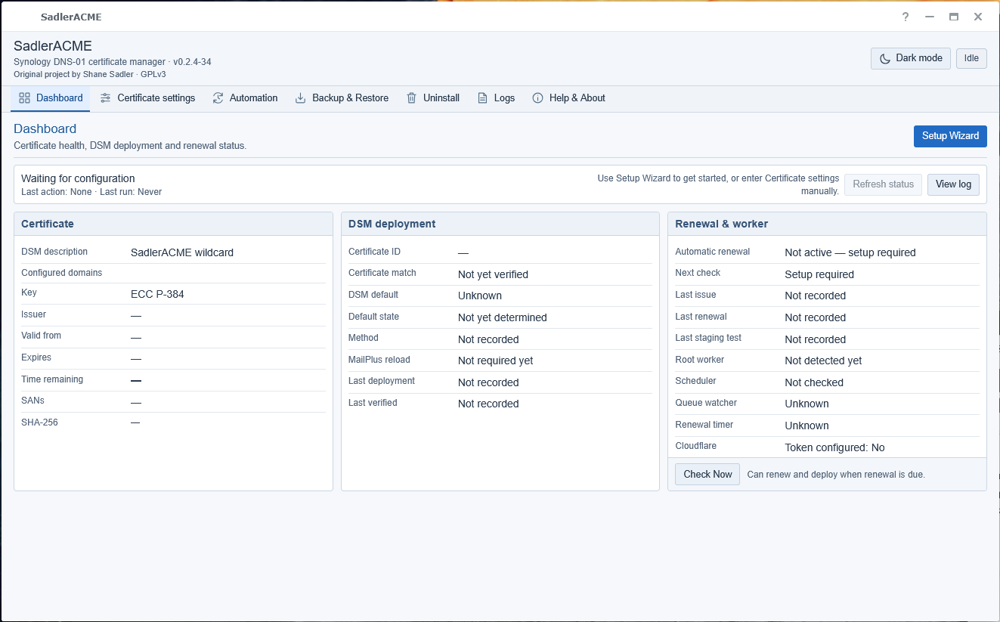 SadlerACME
SadlerACME
Synology DNS-01 certificate manager · v0.2.4-34
Original project by Shane Sadler · GPLv3
Dark mode
Idle
Dashboard
Certificate settings
Automation
Backup & Restore
Uninstall
Logs
Help & About
Dashboard
Certificate health, DSM deployment and renewal status.
Setup Wizard
Waiting for configuration
Last action: None · Last run: Never
Use Setup Wizard to get started, or enter Certificate settings
manually.
Refresh status
View log
Certificate
DSM description SadlerACME wildcard
Configured domains
Key ECC P-384
Issuer —
Valid from —
Expires —
Time remaining —
SANs —
SHA-256 —
DSM deployment
Certificate ID —
Certificate match Not yet verified
DSM default Unknown
Default state Not yet determined
Method Not recorded
MailPlus reload Not required yet
Last deployment Not recorded
Last verified Not recorded
Renewal & worker
Automatic renewal Not active — setup required
Next check Setup required
Last issue Not recorded
Last renewal Not recorded
Last staging test Not recorded
Root worker Not detected yet
Scheduler Not checked
Queue watcher Unknown
Renewal timer Unknown
Cloudflare Token configured: No
Check Now
Can renew and deploy when renewal is due.